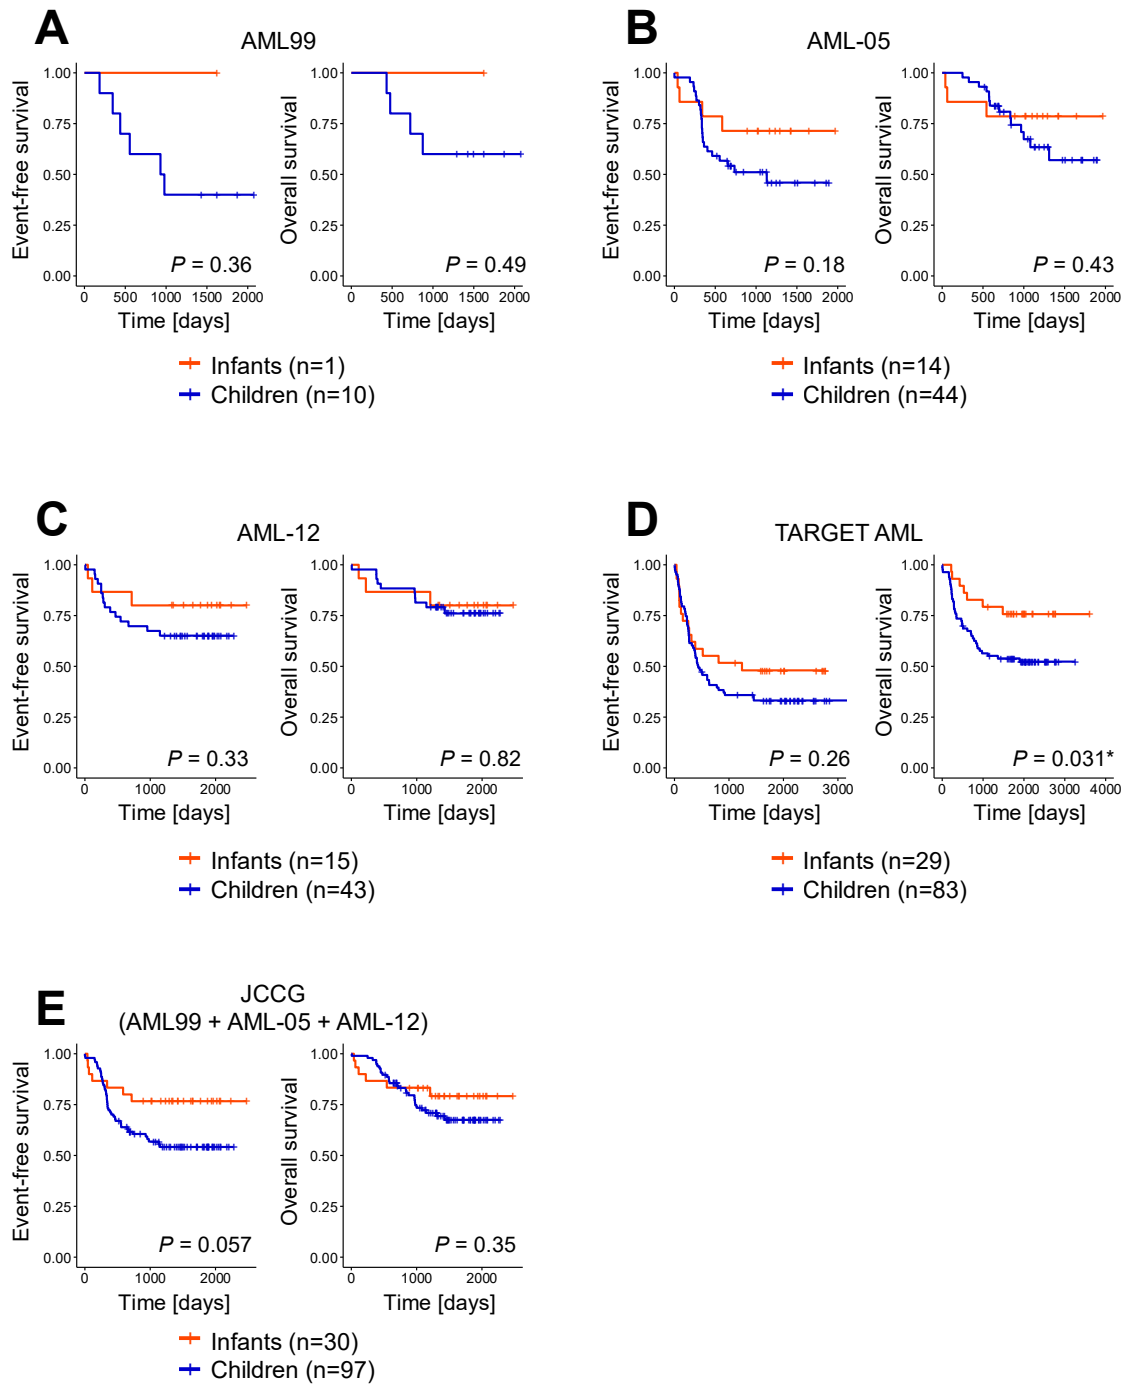 A
AML99
Event-free survival
1.00
0.75
0.50
0.25
0.00
P = 0.36
0 500 1000 1500 2000
Time [days]
Overall survival
1.00
0.75
0.50
0.25
0.00
P = 0.49
0 500 1000 1500 2000
Time [days]
Infants (n=1)
Children (n=10)
B
AML-05
Event-free survival
1.00
0.75
0.50
0.25
0.00
P = 0.18
0 500 1000 1500 2000
Time [days]
Overall survival
1.00
0.75
0.50
0.25
0.00
P = 0.43
0 500 1000 1500 2000
Time [days]
Infants (n=14)
Children (n=44)
C
AML-12
Event-free survival
1.00
0.75
0.50
0.25
0.00
P = 0.33
0 1000 2000
Time [days]
Overall survival
1.00
0.75
0.50
0.25
0.00
P = 0.82
0 1000 2000
Time [days]
Infants (n=15)
Children (n=43)
D
TARGET AML
Event-free survival
1.00
0.75
0.50
0.25
0.00
P = 0.26
0 1000 2000 3000
Time [days]
Overall survival
1.00
0.75
0.50
0.25
0.00
P = 0.031*
0 1000 2000 3000 4000
Time [days]
Infants (n=29)
Children (n=83)
E
JCCG
(AML99 + AML-05 + AML-12)
Event-free survival
1.00
0.75
0.50
0.25
0.00
P = 0.057
0 1000 2000
Time [days]
Overall survival
1.00
0.75
0.50
0.25
0.00
P = 0.35
0 1000 2000
Time [days]
Infants (n=30)
Children (n=97)